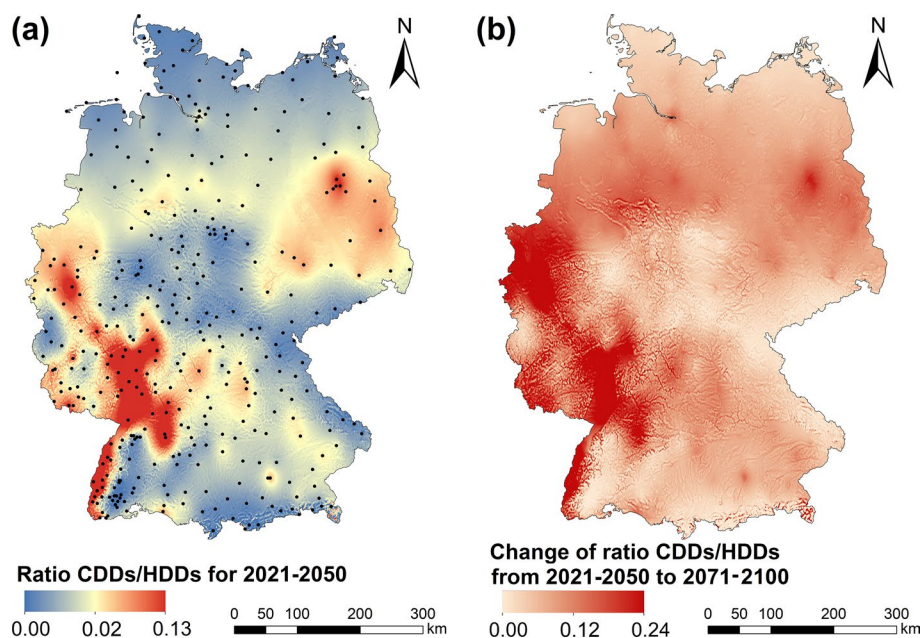 (a)
N
(b)
N
Ratio CDDs/HDDs for 2021-2050
0.00 0.02 0.13
0 50 100 200 300
km
Change of ratio CDDs/HDDs
from 2021-2050 to 2071-2100
0.00 0.12 0.24
0 50 100 200 300
km